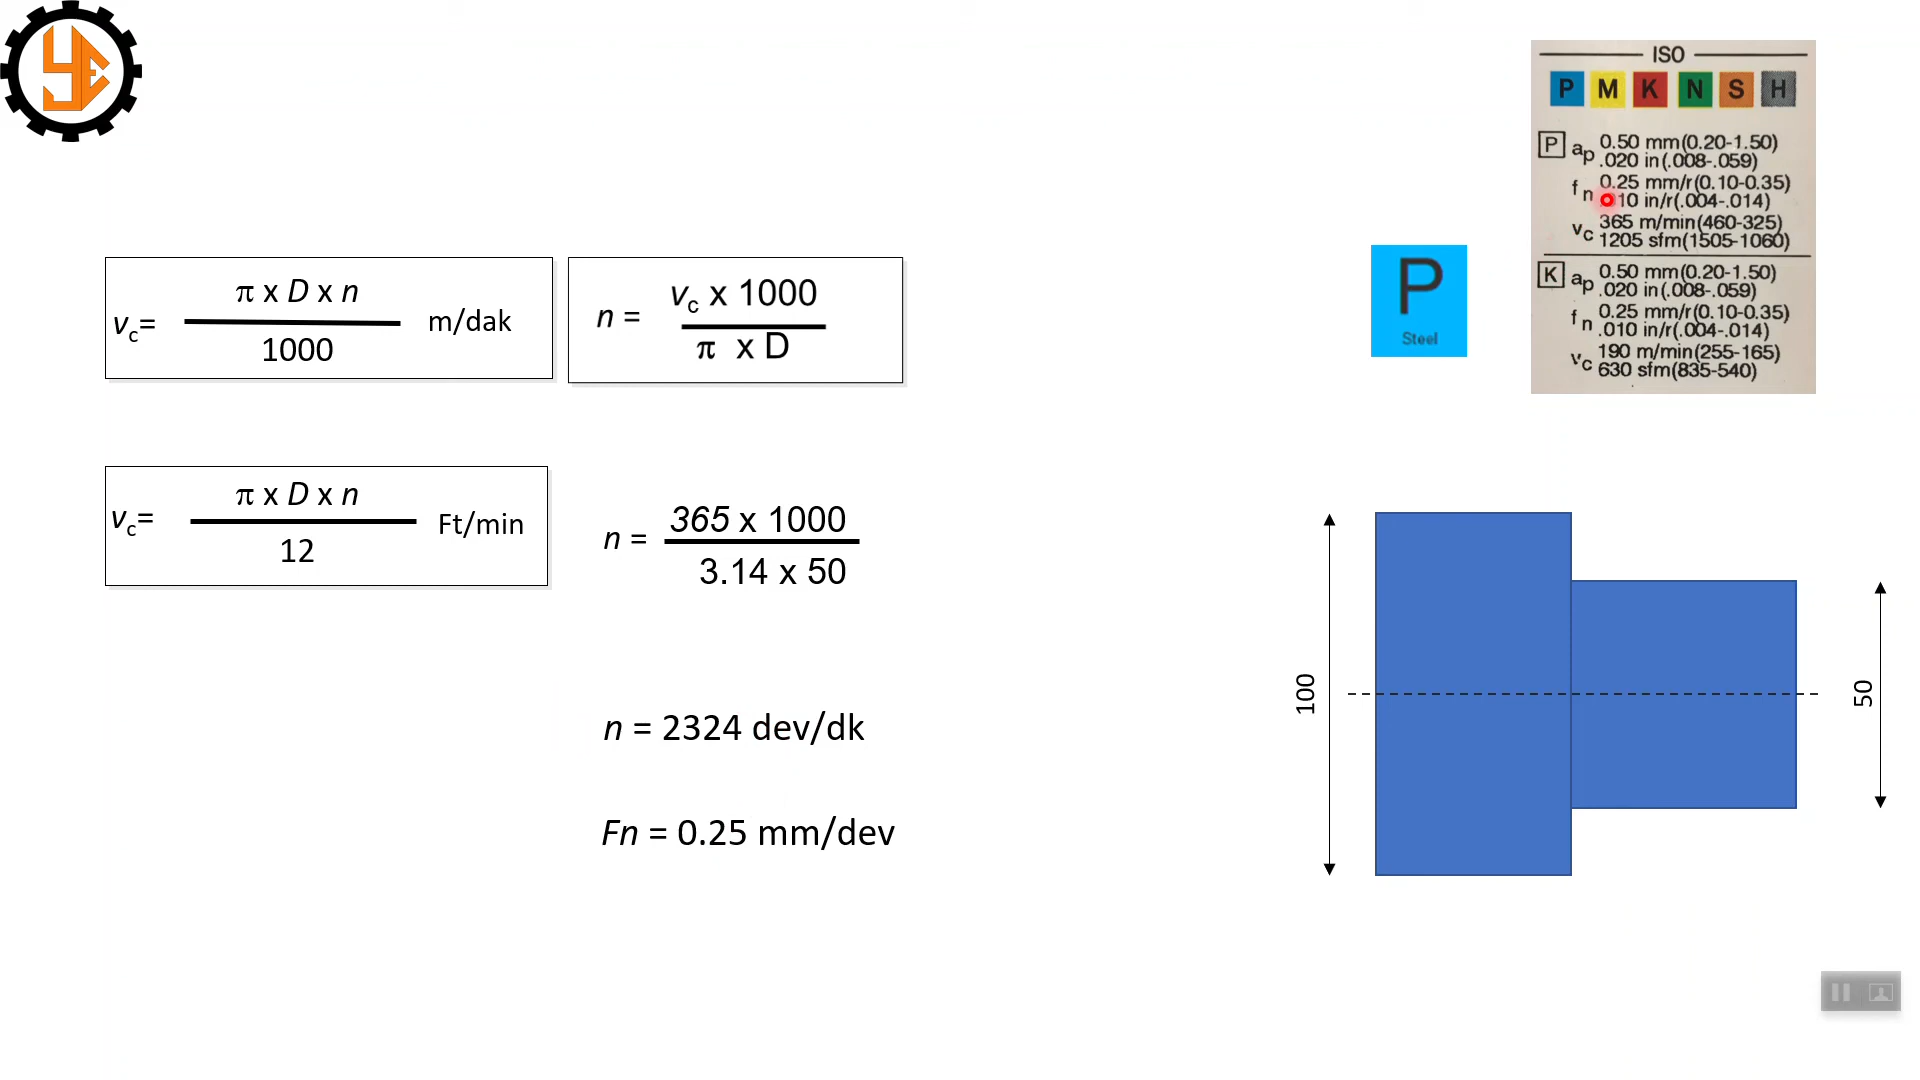 YE
ISO
P M K N S H
P ap 0.50 mm(0.20-1.50)
.020 in(.008-.059)
fn 0.25 mm/r(0.10-0.35)
10 in/r(.004-.014)
vc 365 m/min(460-325)
1205 sfm(1505-1060)
K ap 0.50 mm(0.20-1.50)
.020 in(.008-.059)
fn 0.25 mm/r(0.10-0.35)
.010 in/r(.004-.014)
vc 190 m/min(255-165)
630 sfm(835-540)
P
Steel
π x D x n
vc= m/dak
1000
vc x 1000
n =
π x D
π x D x n
vc= Ft/min
12
365 x 1000
n =
3.14 x 50
n = 2324 dev/dk
Fn = 0.25 mm/dev
100
50